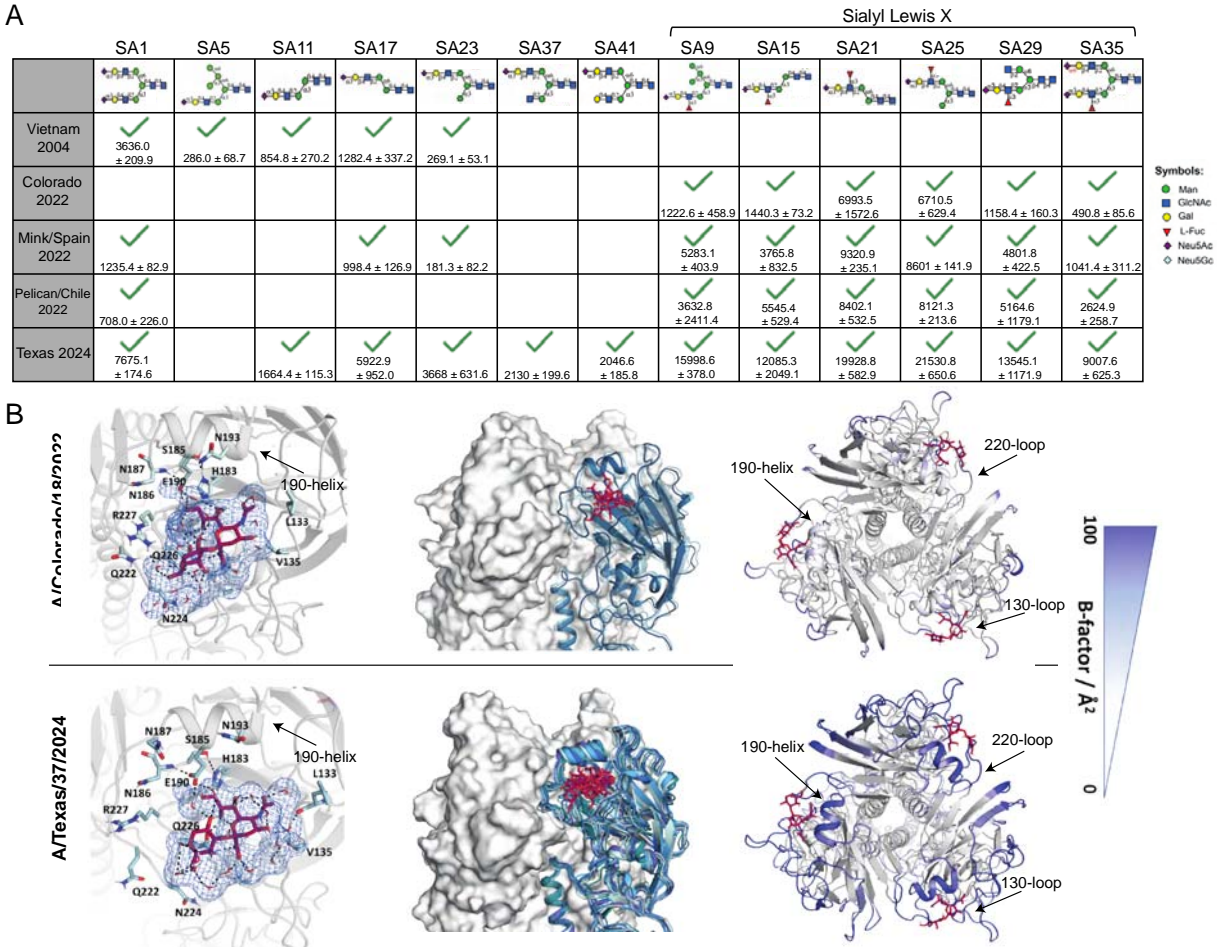 A
Sialyl Lewis X
SA1 SA5 SA11 SA17 SA23 SA37 SA41 SA9 SA15 SA21 SA25 SA29 SA35
Vietnam
2004
3636.0
± 209.9
286.0 ± 68.7
854.8 ± 270.2
1282.4 ± 337.2
269.1 ± 53.1
Colorado
2022
1222.6 ± 458.9
1440.3 ± 73.2
6993.5
± 1572.6
6710.5
± 629.4
1158.4 ± 160.3
490.8 ± 85.6
Mink/Spain
2022
1235.4 ± 82.9
998.4 ± 126.9
181.3 ± 82.2
5283.1
± 403.9
3765.8
± 832.5
9320.9
± 235.1
8601 ± 141.9
4801.8
± 422.5
1041.4 ± 311.2
Pelican/Chile
2022
708.0 ± 226.0
3632.8
± 2411.4
5545.4
± 529.4
8402.1
± 532.5
8121.3
± 213.6
5164.6
± 1179.1
2624.9
± 258.7
Texas 2024
7675.1
± 174.6
1664.4 ± 115.3
5922.9
± 952.0
3668 ± 631.6
2130 ± 199.6
2046.6
± 185.8
15998.6
± 378.0
12085.3
± 2049.1
19928.8
± 582.9
21530.8
± 650.6
13545.1
± 1171.9
9007.6
± 625.3
Symbols:
Man
GlcNAc
Gal
L-Fuc
Neu5Ac
Neu5Gc
B
A/Colorado/18/2022
N193
S185
N187
H183
E190
N186
190-helix
L133
R227
Q226
V135
Q222
N224
190-helix
220-loop
130-loop
100
B-factor / Å²
0
A/Texas/37/2024
N193
N187
S185
190-helix
H183
L133
N186
E190
R227
Q226
V135
Q222
N224
190-helix
220-loop
130-loop